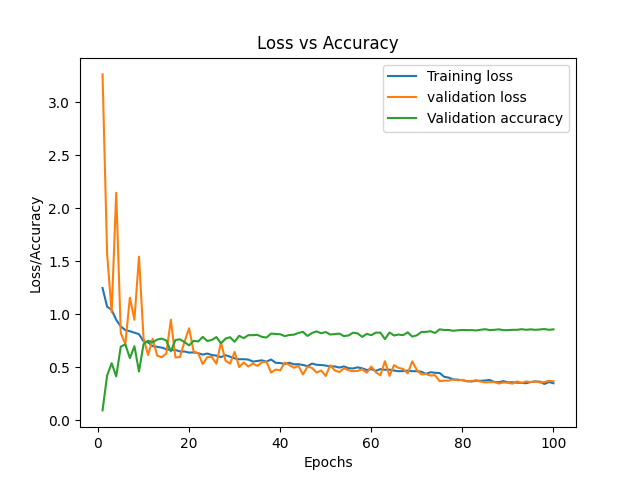 Loss vs Accuracy
Training loss
validation loss
Validation accuracy
3.0
2.5
2.0
1.5
1.0
0.5
0.0
Loss/Accuracy
0 20 40 60 80 100
Epochs